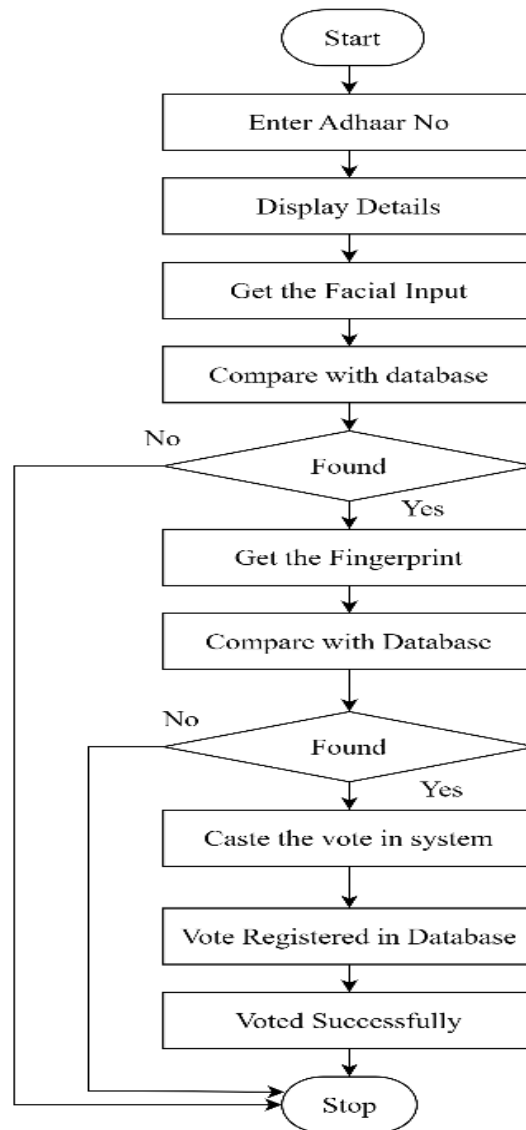 Start
Enter Adhaar No
Display Details
Get the Facial Input
Compare with database
No
Found
Yes
Get the Fingerprint
Compare with Database
No
Found
Yes
Caste the vote in system
Vote Registered in Database
Voted Successfully
Stop